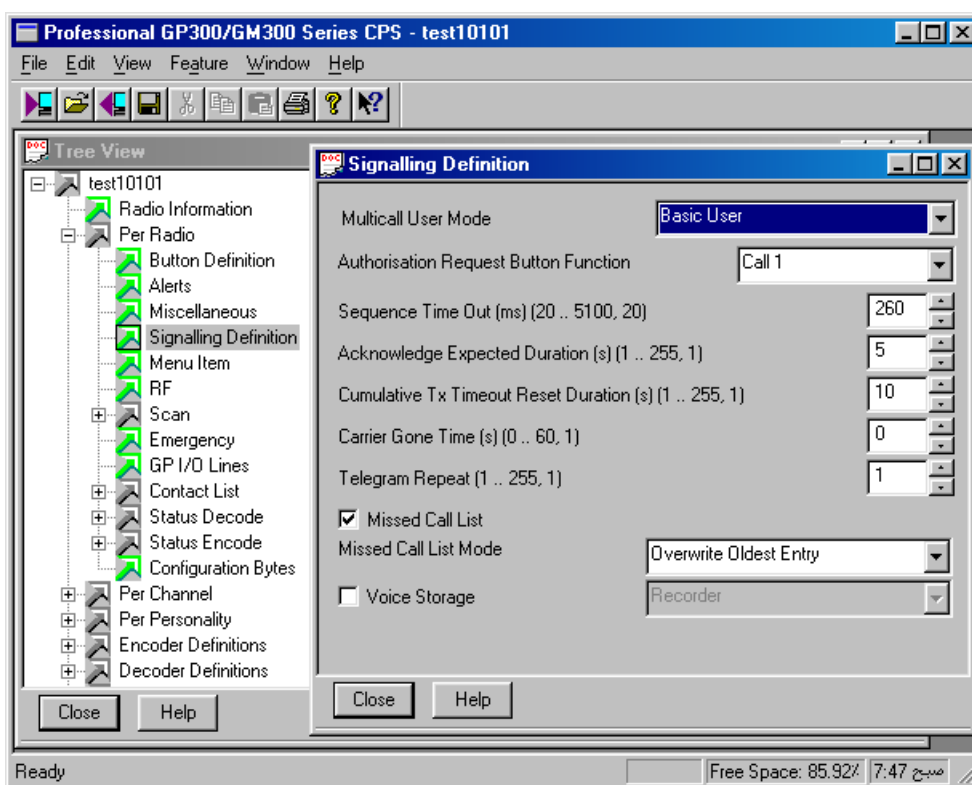 Professional GP300/GM300 Series CPS - test10101
File Edit View Feature Window Help
Tree View
test10101
Radio Information
Per Radio
Button Definition
Alerts
Miscellaneous
Signalling Definition
Menu Item
RF
Scan
Emergency
GP I/O Lines
Contact List
Status Decode
Status Encode
Configuration Bytes
Per Channel
Per Personality
Encoder Definitions
Decoder Definitions
Close Help
Signalling Definition
Multicall User Mode Basic User
Authorisation Request Button Function Call 1
Sequence Time Out (ms) (20 .. 5100, 20) 260
Acknowledge Expected Duration (s) (1 .. 255, 1) 5
Cumulative Tx Timeout Reset Duration (s) (1 .. 255, 1) 10
Carrier Gone Time (s) (0 .. 60, 1) 0
Telegram Repeat (1 .. 255, 1) 1
Missed Call List
Missed Call List Mode Overwrite Oldest Entry
Voice Storage Recorder
Close Help
Ready Free Space: 85.92% 7:47 صبح